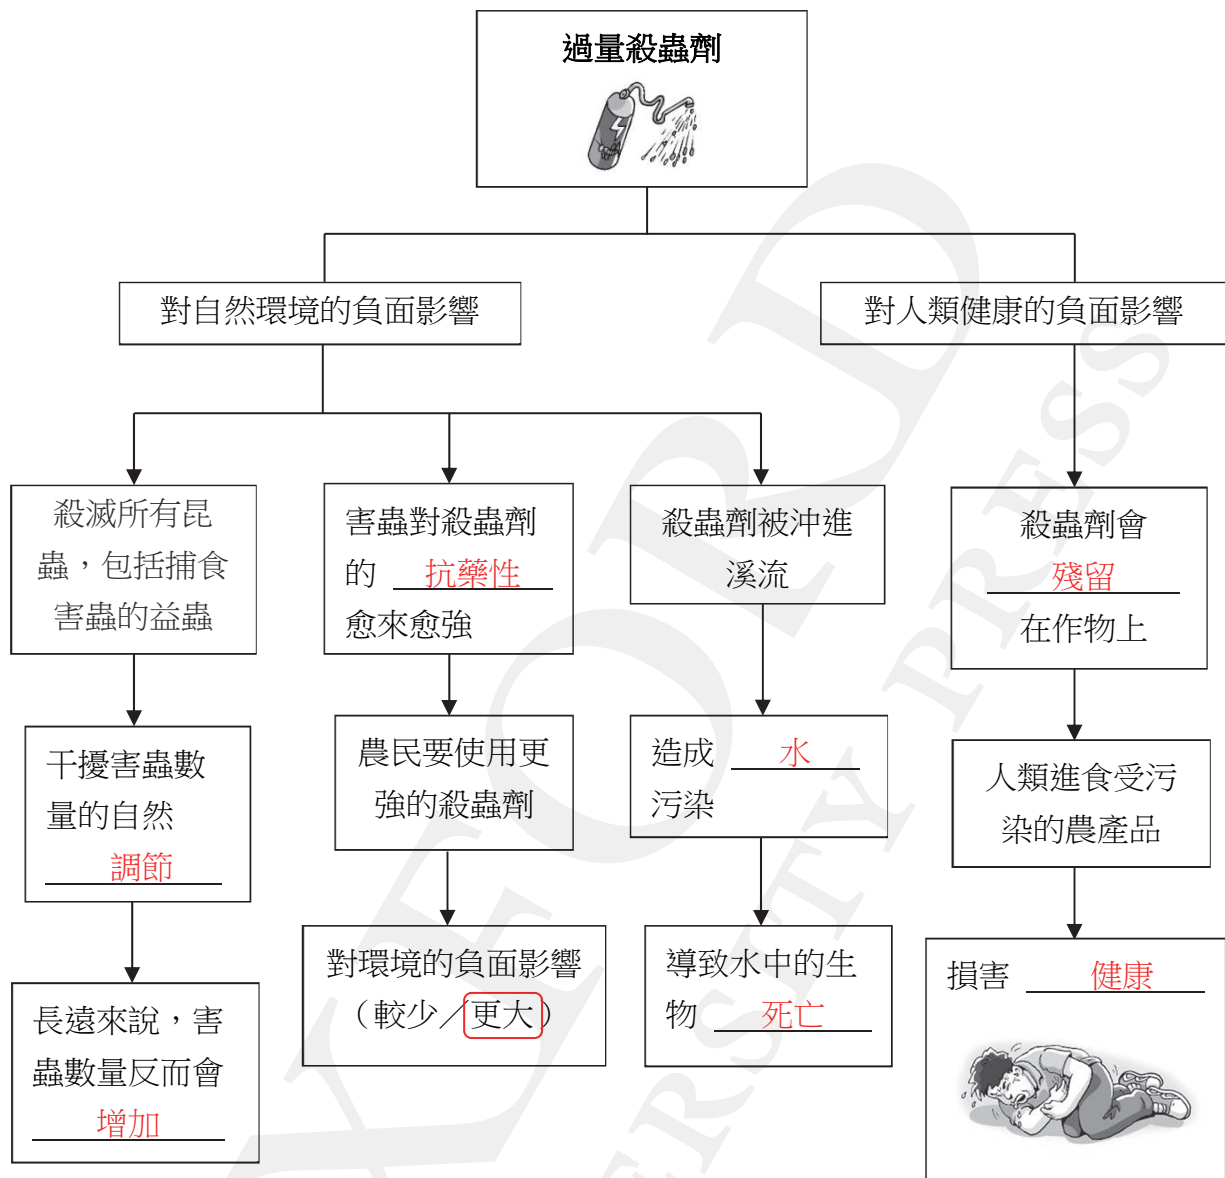 過量殺蟲劑
對自然環境的負面影響
對人類健康的負面影響
殺滅所有昆
蟲，包括捕食
害蟲的益蟲
害蟲對殺蟲劑
的 抗藥性
愈來愈強
殺蟲劑被沖進
溪流
殺蟲劑會
殘留
在作物上
干擾害蟲數
量的自然
調節
農民要使用更
強的殺蟲劑
造成 水
污染
人類進食受污
染的農產品
長遠來說，害
蟲數量反而會
增加
對環境的負面影響
（較少／更大）
導致水中的生
物 死亡
損害 健康
OXFORD
UNIVERSITY PRESS